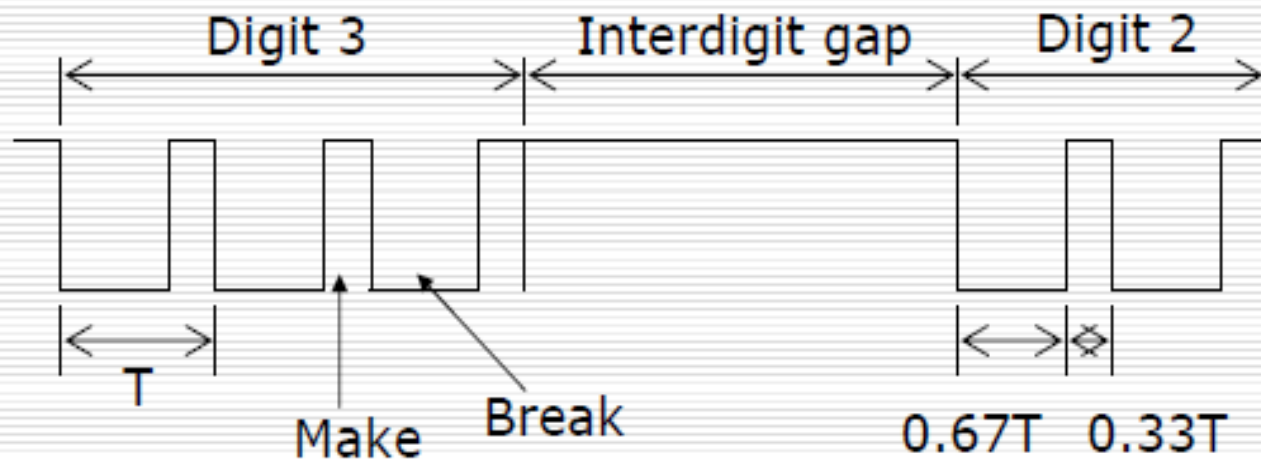 Digit 3
Interdigit gap
Digit 2
T
Make
Break
0.67T
0.33T